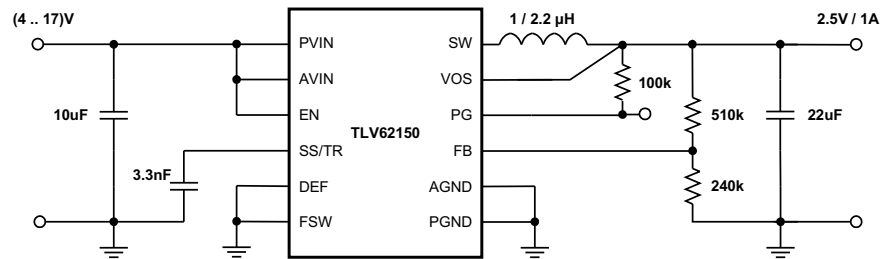 (4 .. 17)V
1 / 2.2 µH
2.5V / 1A
PVIN
SW
AVIN
VOS
100k
10uF
EN
PG
510k
22uF
TLV62150
SS/TR
FB
3.3nF
DEF
AGND
240k
FSW
PGND